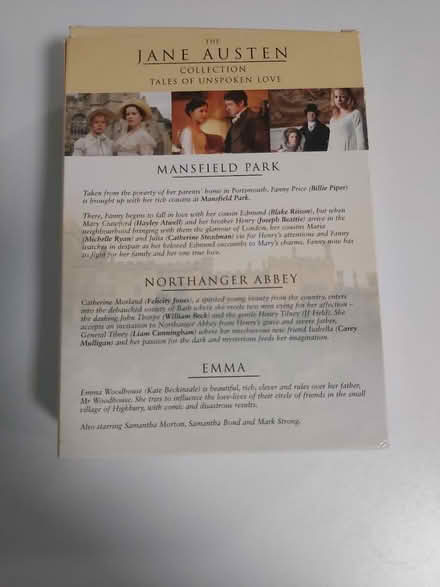 THE
JANE AUSTEN
COLLECTION
TALES OF UNSPOKEN LOVE
MANSFIELD PARK
Taken from the poverty of her parents' home in Portsmouth, Fanny Price (Billie Piper)
is brought up with her rich cousins at Mansfield Park.
There, Fanny begins to fall in love with her cousin Edmund (Blake Ritson), but when
Mary Crawford (Hayley Atwell) and her brother Henry (Joseph Beattie) arrive in the
neighbourhood bringing with them the glamour of London, her cousins Maria
(Michelle Ryan) and Julia (Catherine Steadman) vie for Henry's attentions and Fanny
watches in despair as her beloved Edmund succumbs to Mary's charms. Fanny now has
to fight for her family and her one true love.
NORTHANGER ABBEY
Catherine Morland (Felicity Jones), a spirited young beauty from the country, enters
into the debauched society of Bath where she meets two men vying for her affection –
the dashing John Thorpe (William Beck) and the gentle Henry Tilney (JJ Feild). She
accepts an invitation to Northanger Abbey from Henry's grave and severe father,
General Tilney (Liam Cunningham) where her mischievous new friend Isabella (Carey
Mulligan) and her passion for the dark and mysterious feeds her imagination.
EMMA
Emma Woodhouse (Kate Beckinsale) is beautiful, rich, clever and rules over her father,
Mr Woodhouse. She tries to influence the love-lives of their circle of friends in the small
village of Highbury, with comic and disastrous results.
Also starring Samantha Morton, Samantha Bond and Mark Strong.